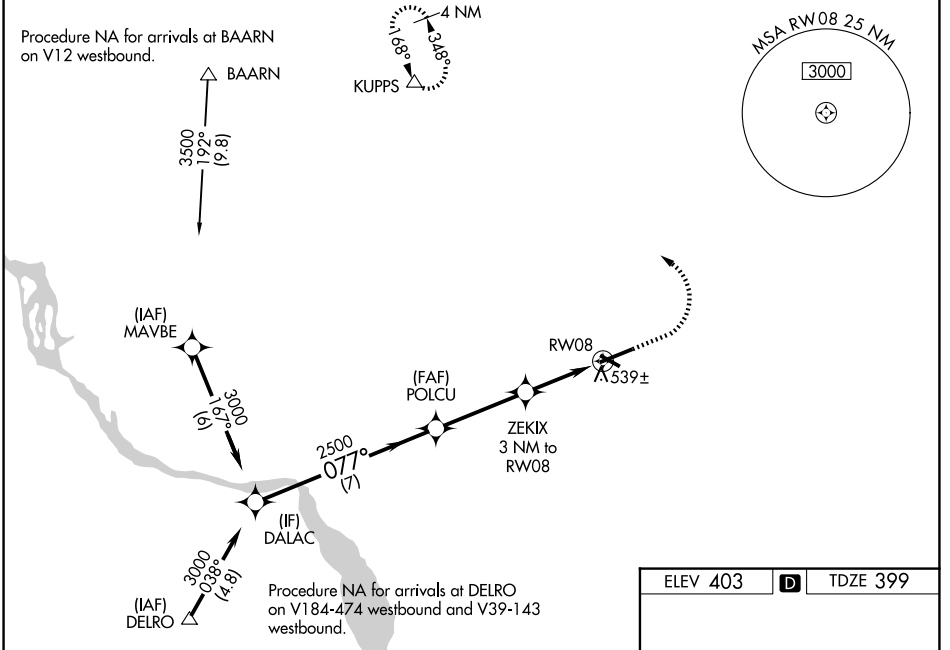 Procedure NA for arrivals at BAARN
on V12 westbound.
BAARN
3500
192°
(9.8)
4 NM
168°
348°
KUPPS
MSA RW08 25 NM
3000
(IAF)
MAVBE
3000
167°
(6)
RW08
539±
(FAF)
POLCU
ZEKIX
3 NM to
RW08
2500
077°
(7)
(IF)
DALAC
3000
038°
(4.8)
(IAF)
DELRO
Procedure NA for arrivals at DELRO
on V184-474 westbound and V39-143
westbound.
ELEV 403 D TDZE 399